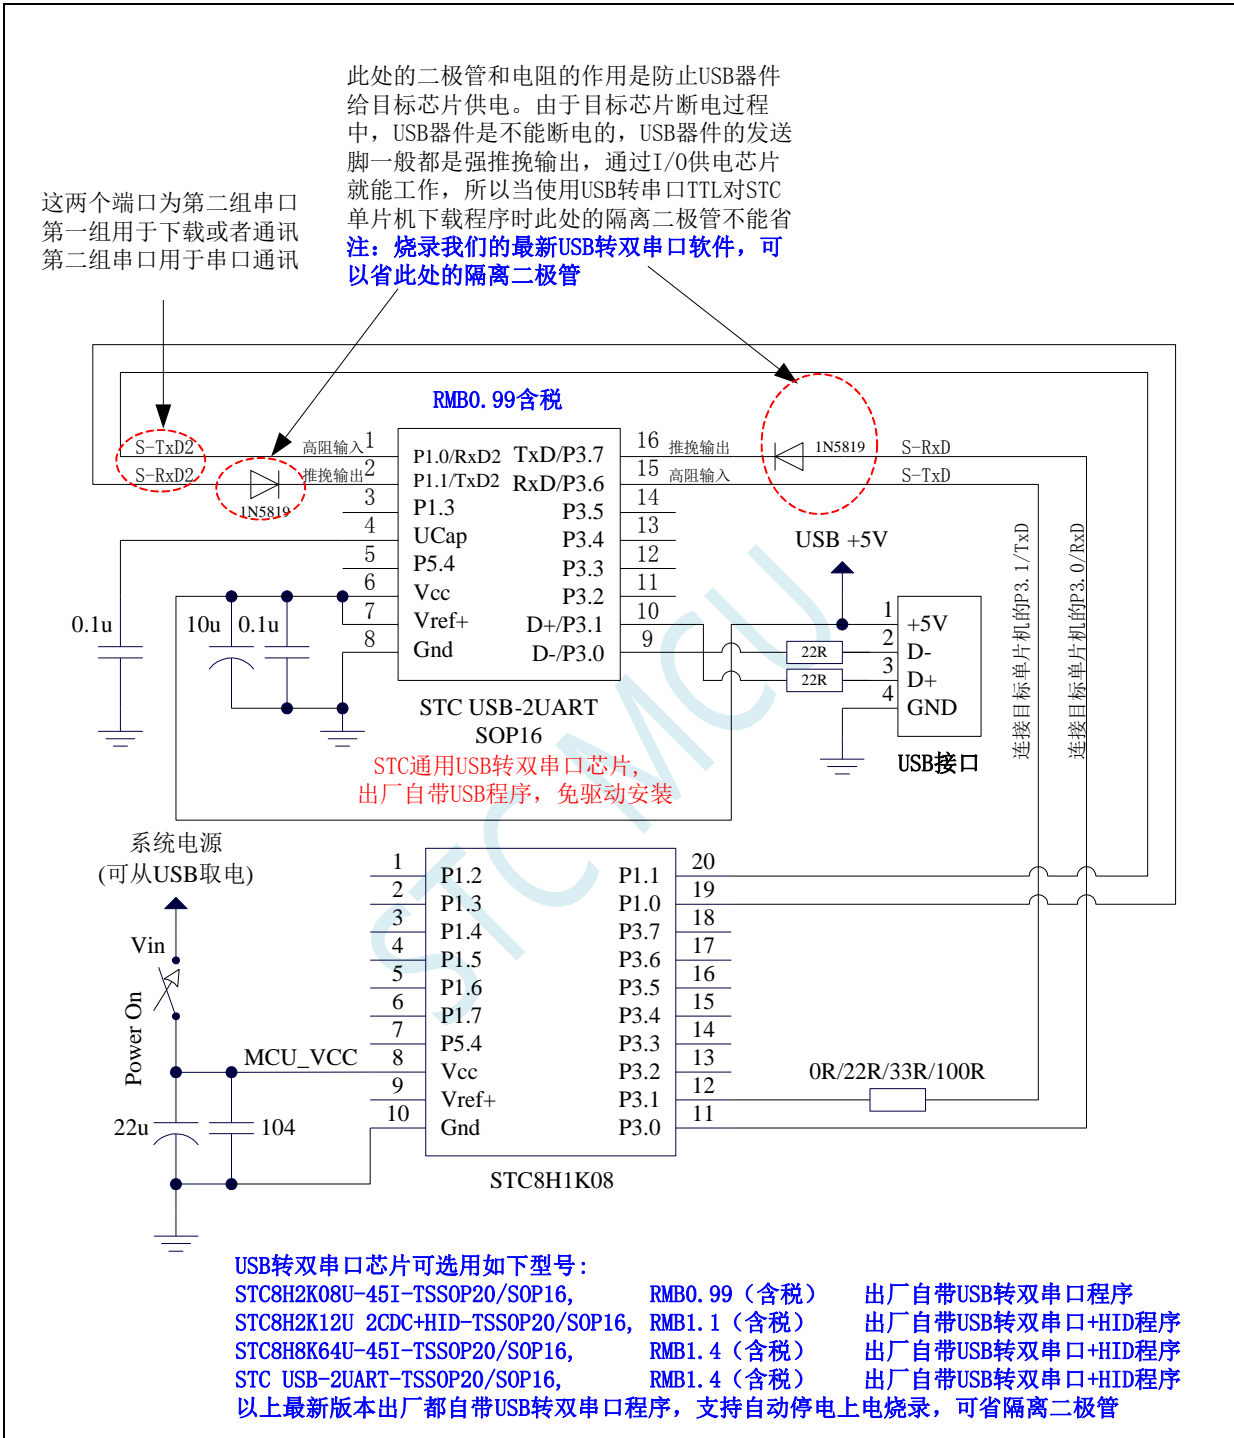 此处的二极管和电阻的作用是防止USB器件
给目标芯片供电。由于目标芯片断电过程
中，USB器件是不能断电的，USB器件的发送
脚一般都是强推挽输出，通过I/O供电芯片
就能工作，所以当使用USB转串口TTL对STC
单片机下载程序时此处的隔离二极管不能省
注：烧录我们的最新USB转双串口软件，可
以省此处的隔离二极管
这两个端口为第二组串口
第一组用于下载或者通讯
第二组串口用于串口通讯
RMB0.99含税
S-TxD2
高阻输入
1
P1.0/RxD2
TxD/P3.7
16
推挽输出
1N5819
S-RxD
S-RxD2
1N5819
推挽输出
2
P1.1/TxD2
RxD/P3.6
15
高阻输入
S-TxD
3
P1.3
P3.5
14
4
UCap
P3.4
13
5
P5.4
P3.3
12
6
Vcc
P3.2
11
7
Vref+
D+/P3.1
10
8
Gnd
D-/P3.0
9
0.1u
10u
0.1u
USB +5V
22R
22R
1
+5V
2
D-
3
D+
4
GND
USB接口
连接目标单片机的P3.1/TxD
连接目标单片机的P3.0/RxD
STC USB-2UART
SOP16
STC通用USB转双串口芯片,
出厂自带USB程序，免驱动安装
STC MCU
系统电源
(可从USB取电)
Vin
Power On
MCU_VCC
22u
104
1
P1.2
P1.1
20
2
P1.3
P1.0
19
3
P1.4
P3.7
18
4
P1.5
P3.6
17
5
P1.6
P3.5
16
6
P1.7
P3.4
15
7
P5.4
P3.3
14
8
Vcc
P3.2
13
9
Vref+
P3.1
12
10
Gnd
P3.0
11
0R/22R/33R/100R
STC8H1K08
USB转双串口芯片可选用如下型号:
STC8H2K08U-45I-TSSOP20/SOP16, RMB0.99（含税） 出厂自带USB转双串口程序
STC8H2K12U 2CDC+HID-TSSOP20/SOP16, RMB1.1（含税） 出厂自带USB转双串口+HID程序
STC8H8K64U-45I-TSSOP20/SOP16, RMB1.4（含税） 出厂自带USB转双串口+HID程序
STC USB-2UART-TSSOP20/SOP16, RMB1.4（含税） 出厂自带USB转双串口+HID程序
以上最新版本出厂都自带USB转双串口程序，支持自动停电上电烧录，可省隔离二极管